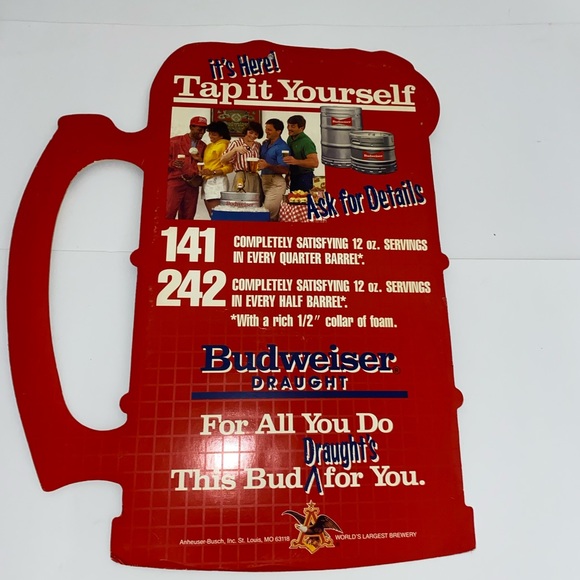 it's Here!
Tap it Yourself
Budweiser
Budweiser
Ask for Details
141 COMPLETELY SATISFYING 12 oz. SERVINGS
IN EVERY QUARTER BARREL*.
242 COMPLETELY SATISFYING 12 oz. SERVINGS
IN EVERY HALF BARREL*.
*With a rich 1/2" collar of foam.
Budweiser®
DRAUGHT
For All You Do
Draught's
This Bud for You.
Anheuser-Busch, Inc. St. Louis, MO 63118 WORLD'S LARGEST BREWERY